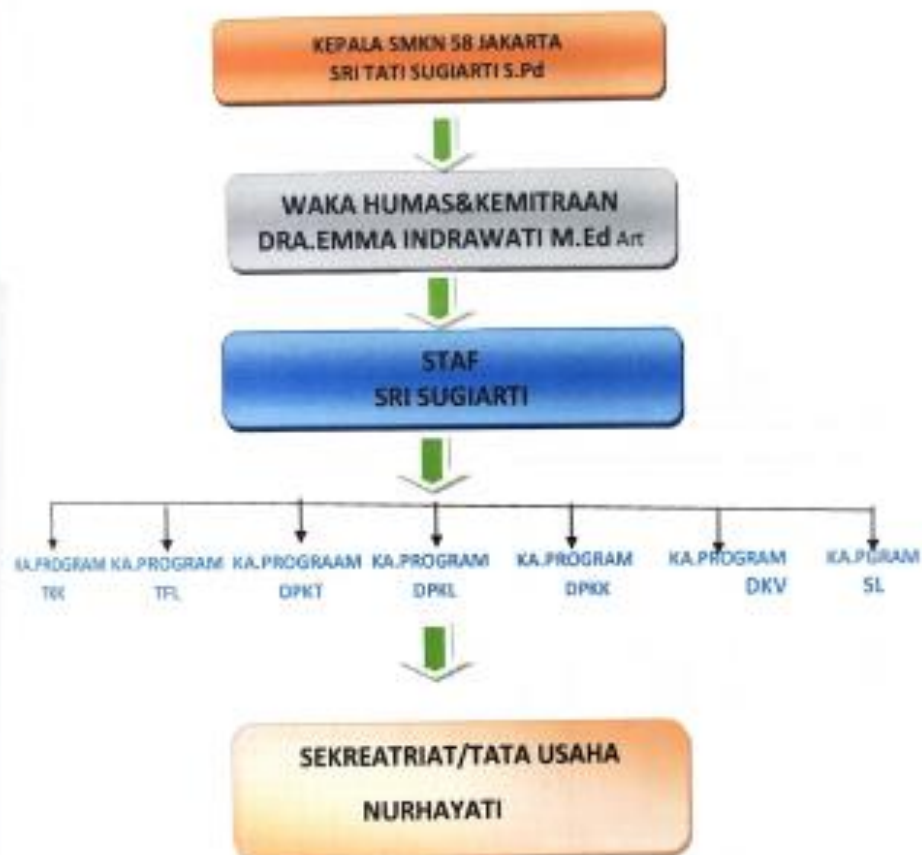 KEPALA SMKN 58 JAKARTA
SRI TATI SUGIARTI S.Pd
WAKA HUMAS&KEMITRAAN
DRA.EMMA INDRAWATI M.Ed Art
STAF
SRI SUGIARTI
KA.PROGRAM KA.PROGRAM KA.PROGRAAM KA.PROGRAM KA.PROGRAM KA.PROGRAM KA.PGRAM
TFL DPKT DPKL DPKK DKV SL
SEKREATRIAT/TATA USAHA
NURHAYATI